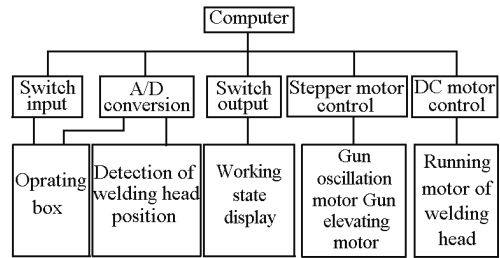 Computer
Switch
input
A/D
conversion
Switch
output
Stepper motor
control
DC motor
control
Oprating
box
Detection of
welding head
position
Working
state
display
Gun
oscillation
motor Gun
elevating
motor
Running
motor of
welding
head